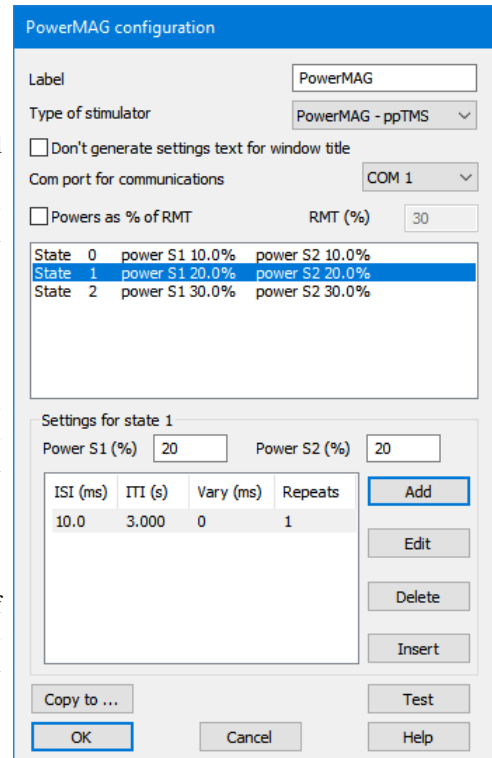 PowerMAG configuration
Label PowerMAG
Type of stimulator PowerMAG - ppTMS
Don't generate settings text for window title
Com port for communications COM 1
Powers as % of RMT RMT (%) 30
State 0 power S1 10.0% power S2 10.0%
State 1 power S1 20.0% power S2 20.0%
State 2 power S1 30.0% power S2 30.0%
Settings for state 1
Power S1 (%) 20 Power S2 (%) 20
ISI (ms) ITI (s) Vary (ms) Repeats Add
10.0 3.000 0 1
Edit
Delete
Insert
Copy to ... Test
OK Cancel Help